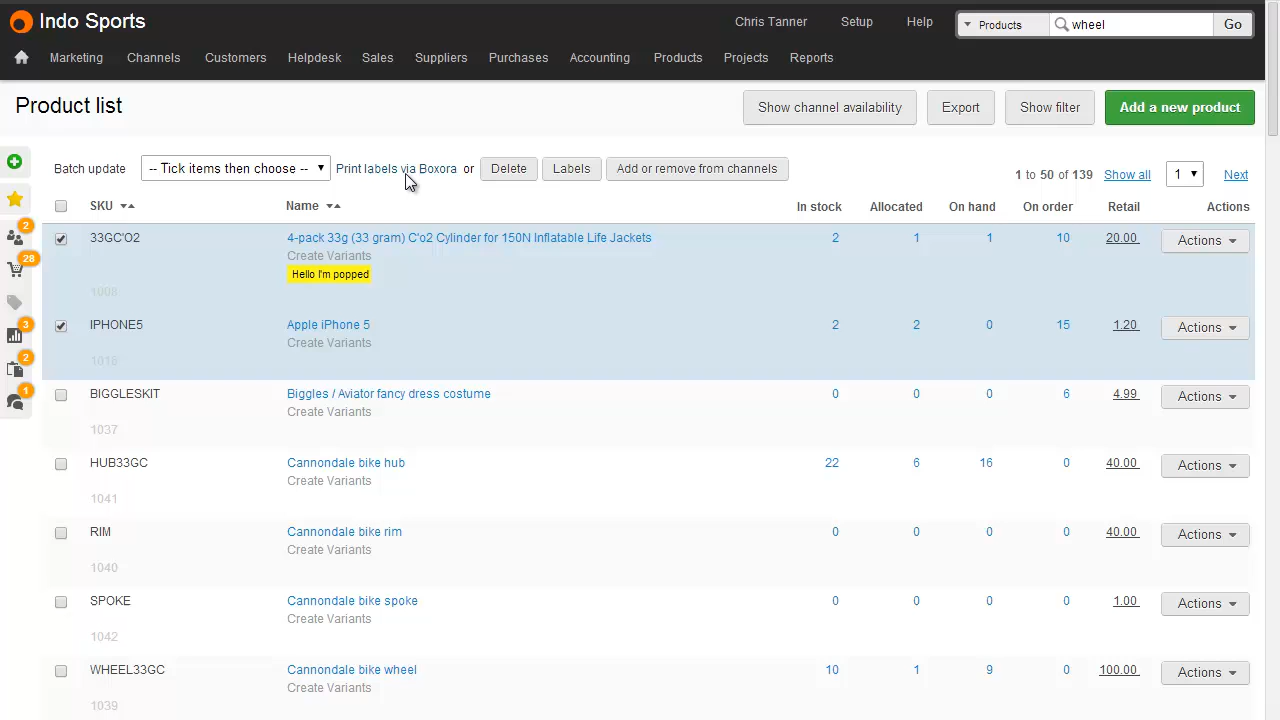 Indo Sports
Chris Tanner Setup Help Products wheel Go
Marketing Channels Customers Helpdesk Sales Suppliers Purchases Accounting Products Projects Reports
Product list
Show channel availability Export Show filter Add a new product
Batch update -- Tick items then choose -- Print labels via Boxora or Delete Labels Add or remove from channels 1 to 50 of 139 Show all 1 Next
SKU Name In stock Allocated On hand On order Retail Actions
33GC'O2 4-pack 33g (33 gram) C'o2 Cylinder for 150N Inflatable Life Jackets 2 1 1 10 20.00 Actions
Create Variants
Hello I'm popped
1008
IPHONE5 Apple iPhone 5 2 2 0 15 1.20 Actions
Create Variants
1016
BIGGLESKIT Biggles / Aviator fancy dress costume 0 0 0 6 4.99 Actions
Create Variants
1037
HUB33GC Cannondale bike hub 22 6 16 0 40.00 Actions
Create Variants
1041
RIM Cannondale bike rim 0 0 0 0 40.00 Actions
Create Variants
1040
SPOKE Cannondale bike spoke 0 0 0 0 1.00 Actions
Create Variants
1042
WHEEL33GC Cannondale bike wheel 10 1 9 0 100.00 Actions
Create Variants
1039
2
28
3
2
1